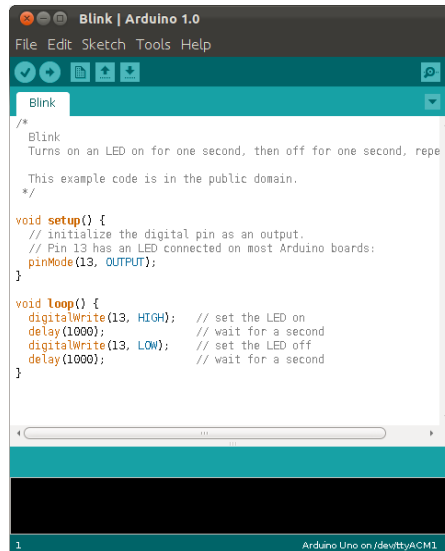 Blink | Arduino 1.0
File Edit Sketch Tools Help
Blink
/*
  Blink
  Turns on an LED on for one second, then off for one second, repe

  This example code is in the public domain.
 */

void setup() {
  // initialize the digital pin as an output.
  // Pin 13 has an LED connected on most Arduino boards:
  pinMode(13, OUTPUT);
}

void loop() {
  digitalWrite(13, HIGH);   // set the LED on
  delay(1000);              // wait for a second
  digitalWrite(13, LOW);    // set the LED off
  delay(1000);              // wait for a second
}
1 Arduino Uno on /dev/ttyACM1